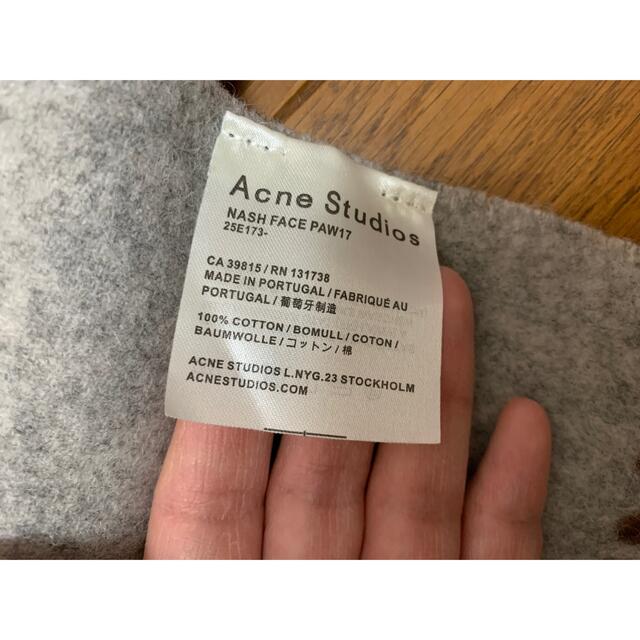 Acne Studios
NASH FACE PAW17
25E173-
CA 39815 / RN 131738
MADE IN PORTUGAL / FABRIQUÉ AU
PORTUGAL / 葡萄牙制造
100% COTTON / BOMULL / COTON /
BAUMWOLLE / コットン / 棉
ACNE STUDIOS L.NYG.23 STOCKHOLM
ACNESTUDIOS.COM